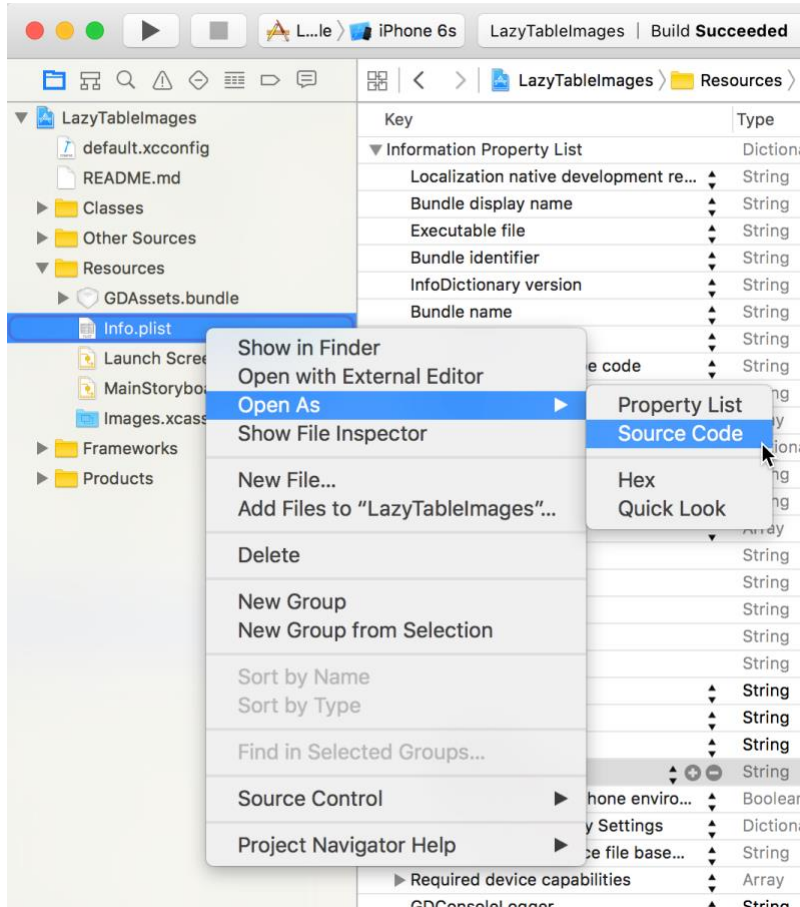 L...le
iPhone 6s
LazyTableImages | Build Succeeded
LazyTableImages
Resources
LazyTableImages
default.xcconfig
README.md
Classes
Other Sources
Resources
GDAssets.bundle
Info.plist
Launch Scre
MainStorybo
Images.xcass
Frameworks
Products
Key Type
Information Property List Dictiona
Localization native development re... String
Bundle display name String
Executable file String
Bundle identifier String
InfoDictionary version String
Bundle name String
String
e code String
Show in Finder
Open with External Editor
Open As
Show File Inspector
New File...
Add Files to “LazyTableImages”...
Delete
New Group
New Group from Selection
Sort by Name
Sort by Type
Find in Selected Groups...
Source Control
Project Navigator Help
Property List
Source Code
Hex
Quick Look
ng
y
iona
ng
ng
Array
String
String
String
String
String
String
String
String
String
hone enviro... Boolear
y Settings Dictiona
ce file base... String
Required device capabilities Array
GDConsoleLogger String